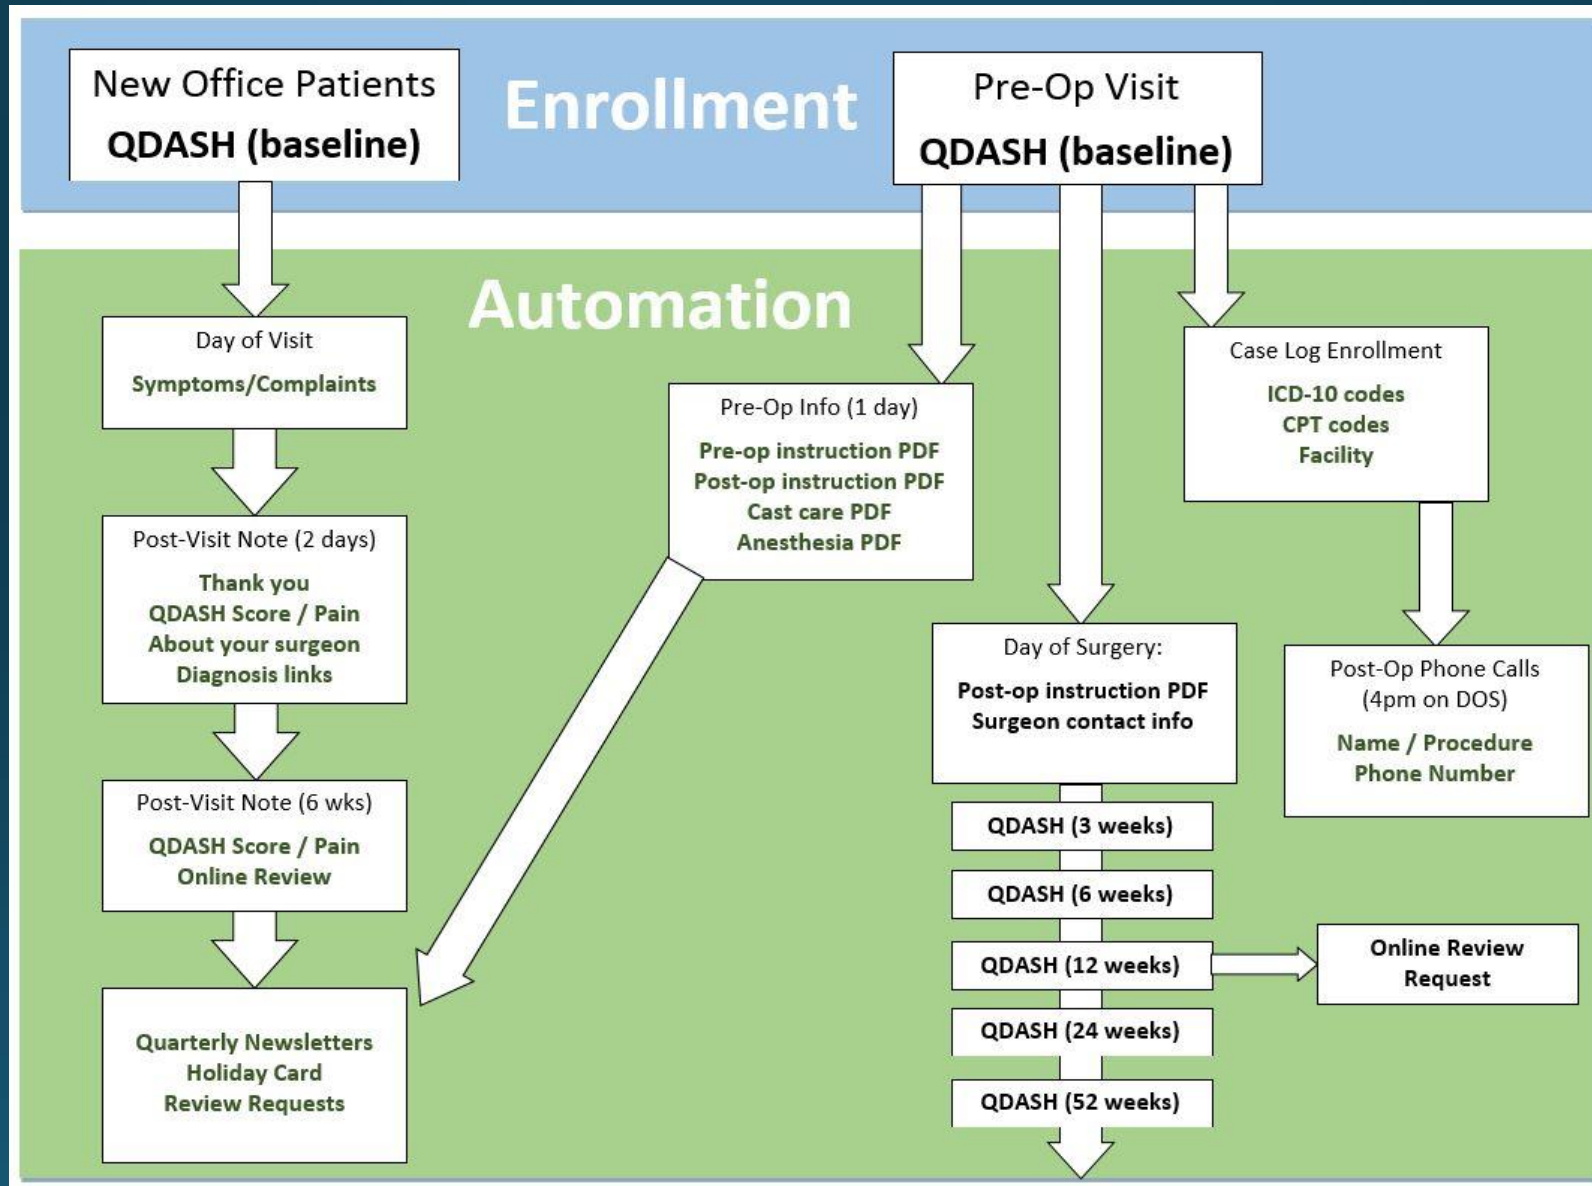 New Office Patients
QDASH (baseline)
Enrollment
Pre-Op Visit
QDASH (baseline)
Automation
Day of Visit
Symptoms/Complaints
Post-Visit Note (2 days)
Thank you
QDASH Score / Pain
About your surgeon
Diagnosis links
Post-Visit Note (6 wks)
QDASH Score / Pain
Online Review
Quarterly Newsletters
Holiday Card
Review Requests
Pre-Op Info (1 day)
Pre-op instruction PDF
Post-op instruction PDF
Cast care PDF
Anesthesia PDF
Day of Surgery:
Post-op instruction PDF
Surgeon contact info
QDASH (3 weeks)
QDASH (6 weeks)
QDASH (12 weeks)
QDASH (24 weeks)
QDASH (52 weeks)
Online Review
Request
Case Log Enrollment
ICD-10 codes
CPT codes
Facility
Post-Op Phone Calls
(4pm on DOS)
Name / Procedure
Phone Number